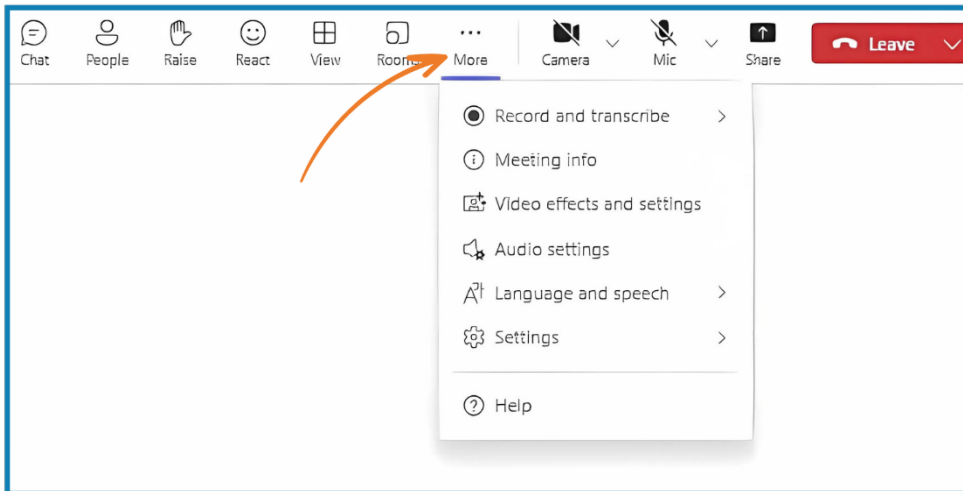 Chat People Raise React View More Camera Mic Share Leave
Record and transcribe
Meeting info
Video effects and settings
Audio settings
Language and speech
Settings
Help